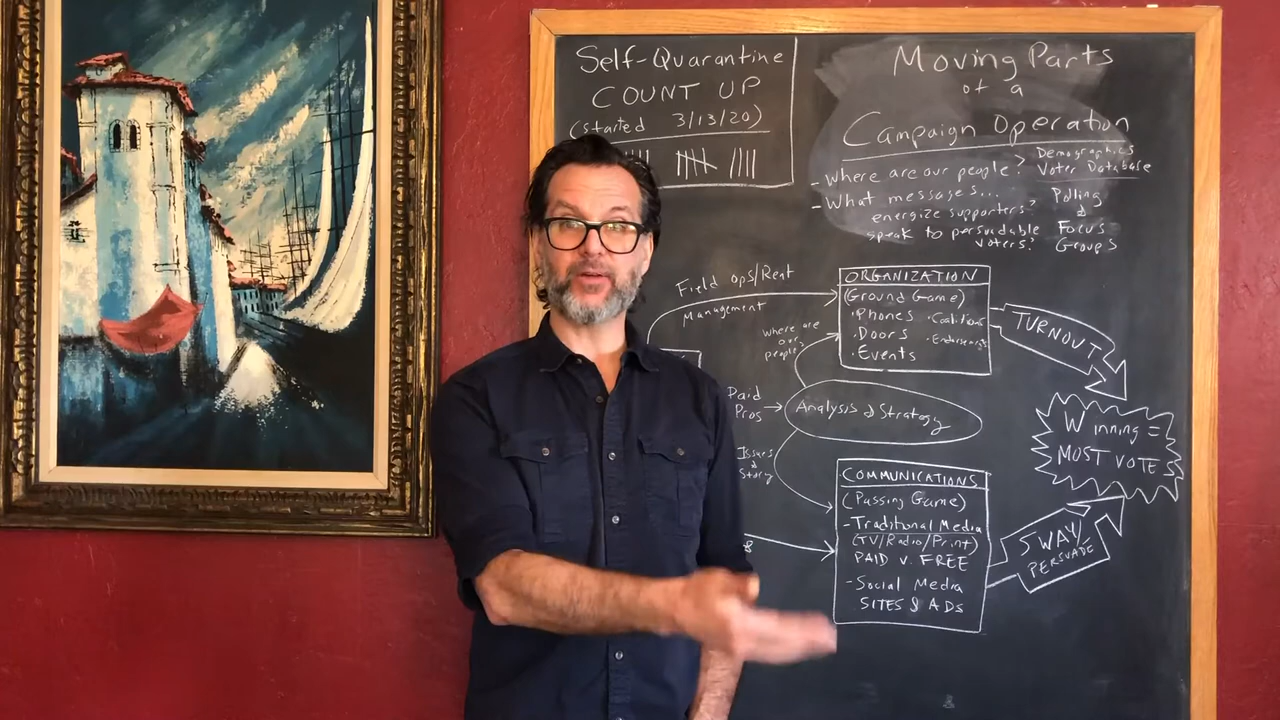 Self-Quarantine
COUNT UP
(started 3/13/20)
Moving Parts
of a
Campaign Operation
- Where are our people? Demographics
Voter Database
- What messages...
energize supporters?
speak to persuadable
voters?
Polling
&
Focus
Groups
Field ops/Rent
Management
ORGANIZATION
(Ground Game)
· Phones · Coalitions
· Doors · Endorsements
· Events
TURNOUT
where are
our
people?
Paid
Pros
Analysis & Strategy
Issues
&
Story
Winning =
MOST VOTES
COMMUNICATIONS
(Passing Game)
- Traditional Media
(TV/Radio/Print)
PAID v. FREE
- Social Media
SITES & ADS
SWAY/
PERSUADE